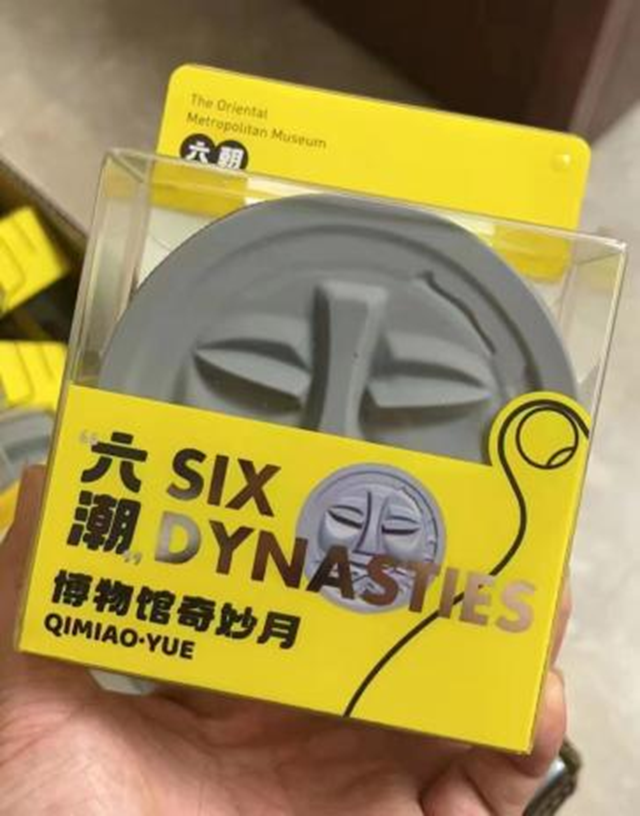 The Oriental
Metropolitan Museum
六朝
“六潮”
SIX
DYNASTIES
博物馆奇妙月
QIMIAO·YUE